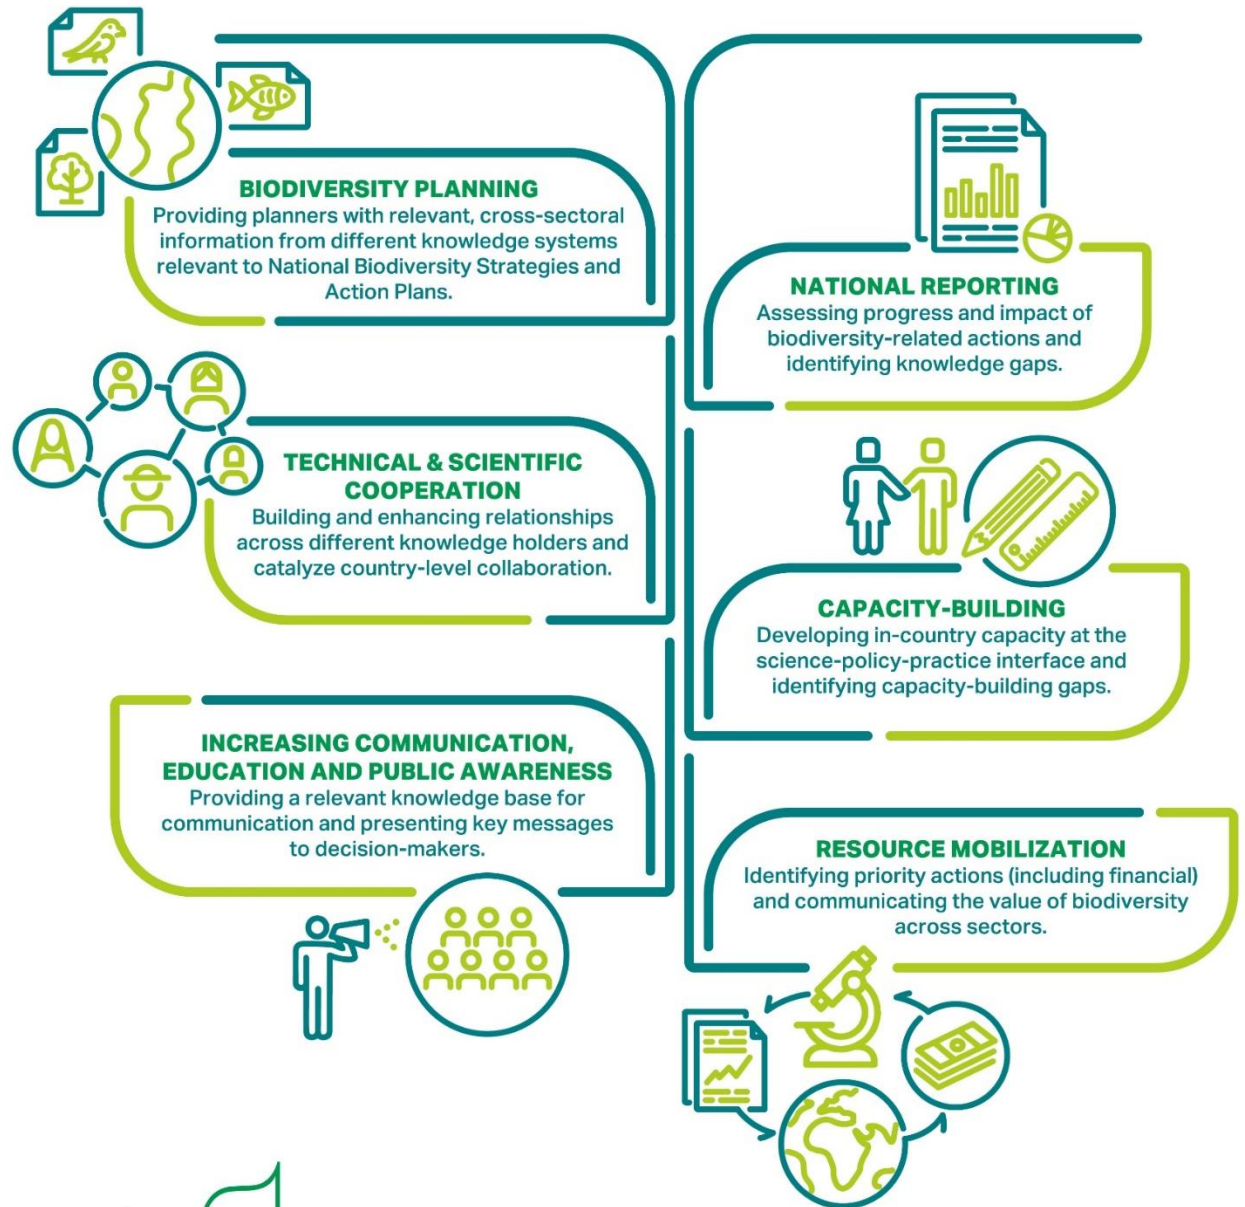 BIODIVERSITY PLANNING
Providing planners with relevant, cross-sectoral
information from different knowledge systems
relevant to National Biodiversity Strategies and
Action Plans.
NATIONAL REPORTING
Assessing progress and impact of
biodiversity-related actions and
identifying knowledge gaps.
TECHNICAL & SCIENTIFIC
COOPERATION
Building and enhancing relationships
across different knowledge holders and
catalyze country-level collaboration.
CAPACITY-BUILDING
Developing in-country capacity at the
science-policy-practice interface and
identifying capacity-building gaps.
INCREASING COMMUNICATION,
EDUCATION AND PUBLIC AWARENESS
Providing a relevant knowledge base for
communication and presenting key messages
to decision-makers.
RESOURCE MOBILIZATION
Identifying priority actions (including financial)
and communicating the value of biodiversity
across sectors.